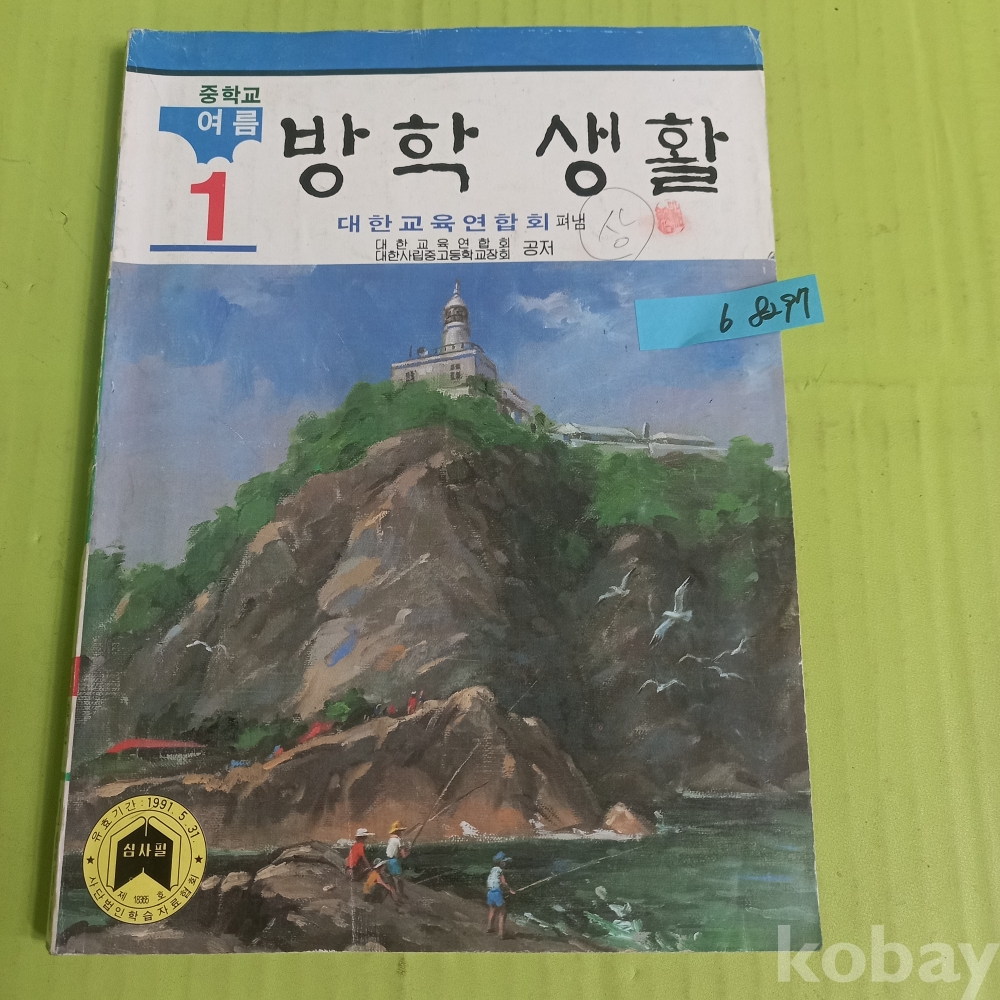 중학교
여름
방학 생활
1
대한교육연합회 펴냄
대한교육연합회
대한사립중고등학교장회 공저
상
6 8297
유효기간:1991.5.31.
심사필
제 18365 호
사단법인학습자료협회
kobay